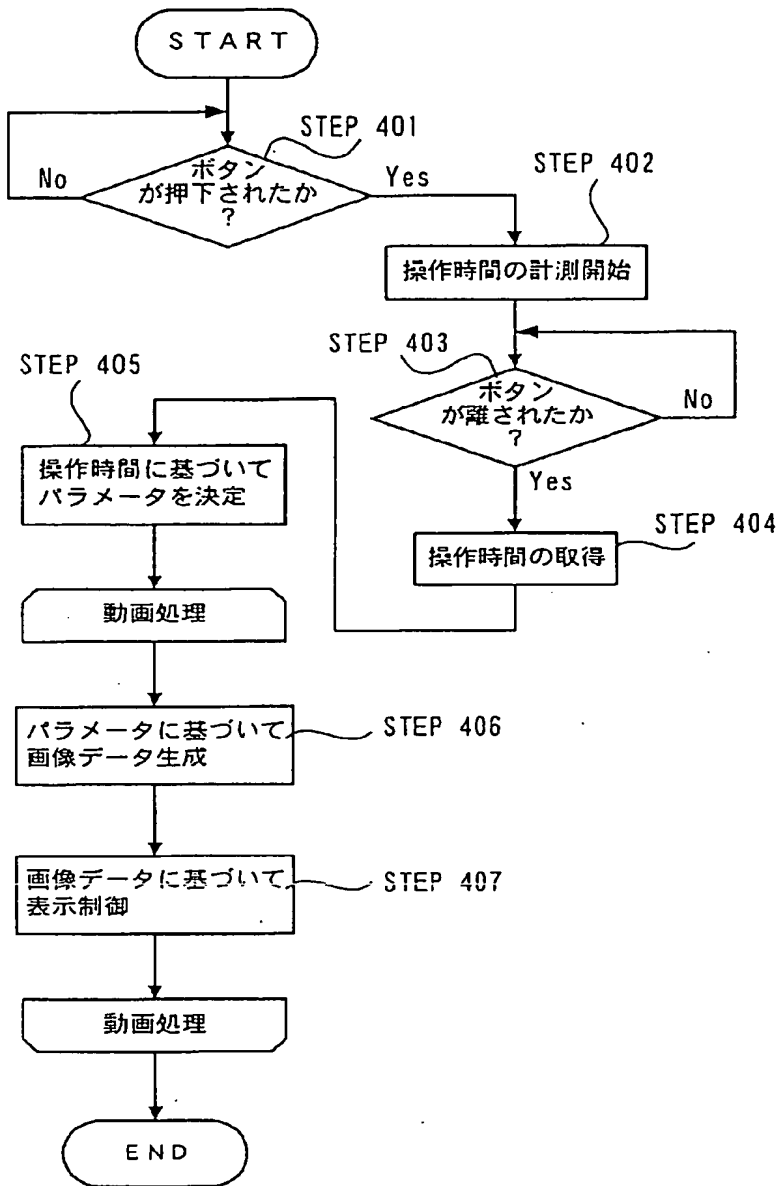 START
STEP 401
ボタン
が押下されたか
?
No
Yes
STEP 402
操作時間の計測開始
STEP 403
ボタン
が離されたか
?
No
Yes
STEP 404
操作時間の取得
STEP 405
操作時間に基づいて
パラメータを決定
動画処理
パラメータに基づいて
画像データ生成
STEP 406
画像データに基づいて
表示制御
STEP 407
動画処理
END